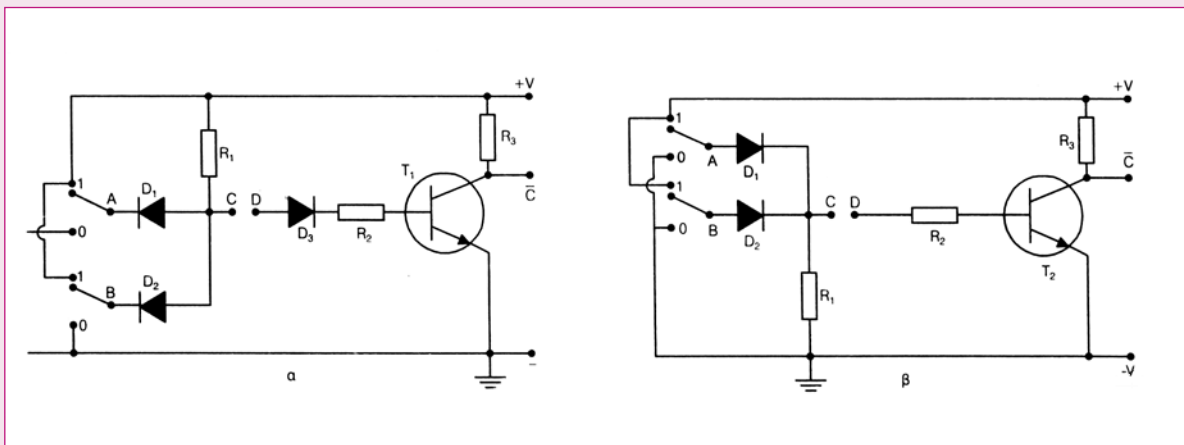 +V
R₃
R₁
T₁
C̅
1
A
D₁
C
D
D₃
R₂
0
1
B
D₂
0
-
α
+V
R₃
C̅
1
A
D₁
0
1
B
D₂
0
C
D
R₂
T₂
R₁
-V
β